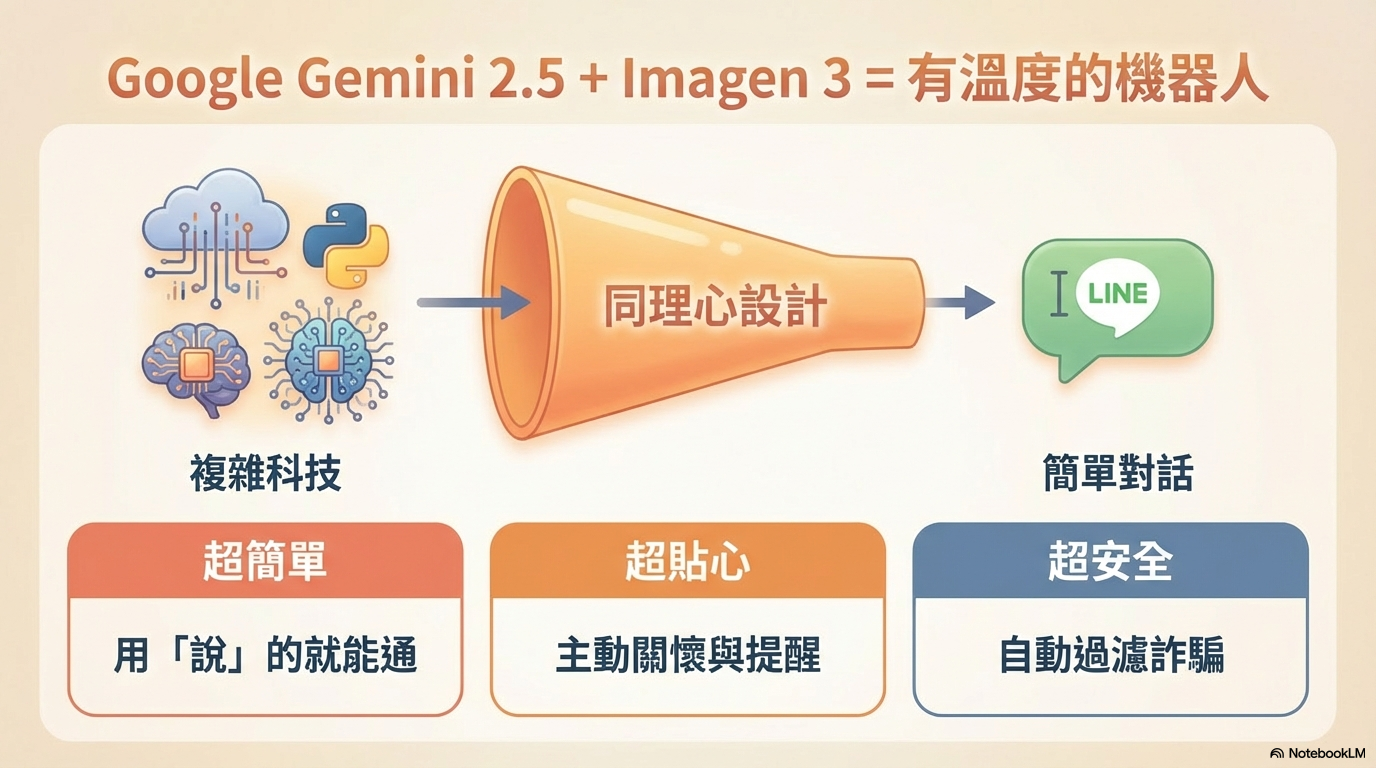 Google Gemini 2.5 + Imagen 3 = 有溫度的機器人
同理心設計
LINE
複雜科技
簡單對話
超簡單
用「說」的就能通
超貼心
主動關懷與提醒
超安全
自動過濾詐騙
NotebookLM